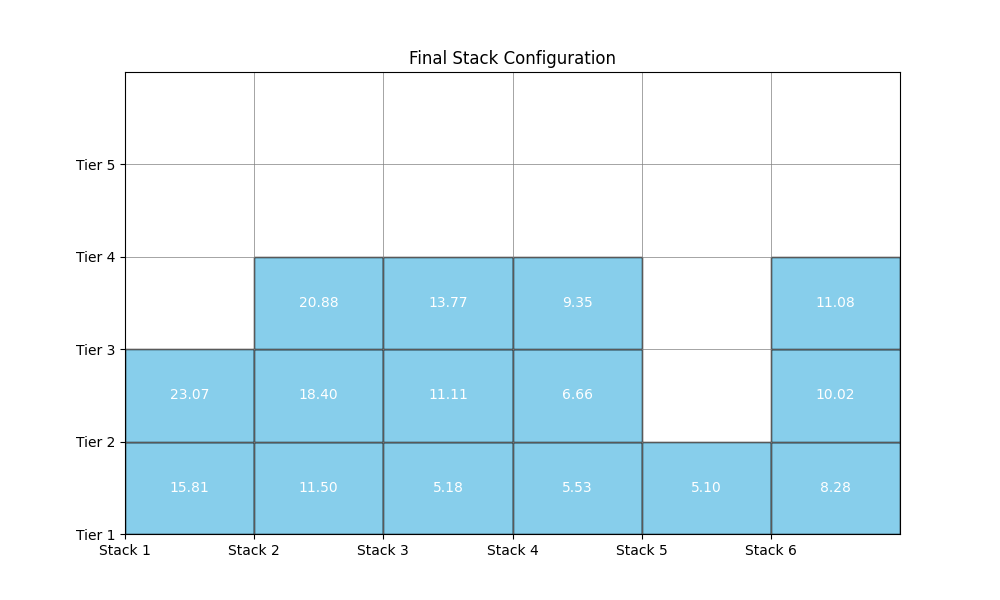 Final Stack Configuration
Tier 5
Tier 4
20.88 13.77 9.35 11.08
Tier 3
23.07 18.40 11.11 6.66 10.02
Tier 2
15.81 11.50 5.18 5.53 5.10 8.28
Tier 1
Stack 1 Stack 2 Stack 3 Stack 4 Stack 5 Stack 6